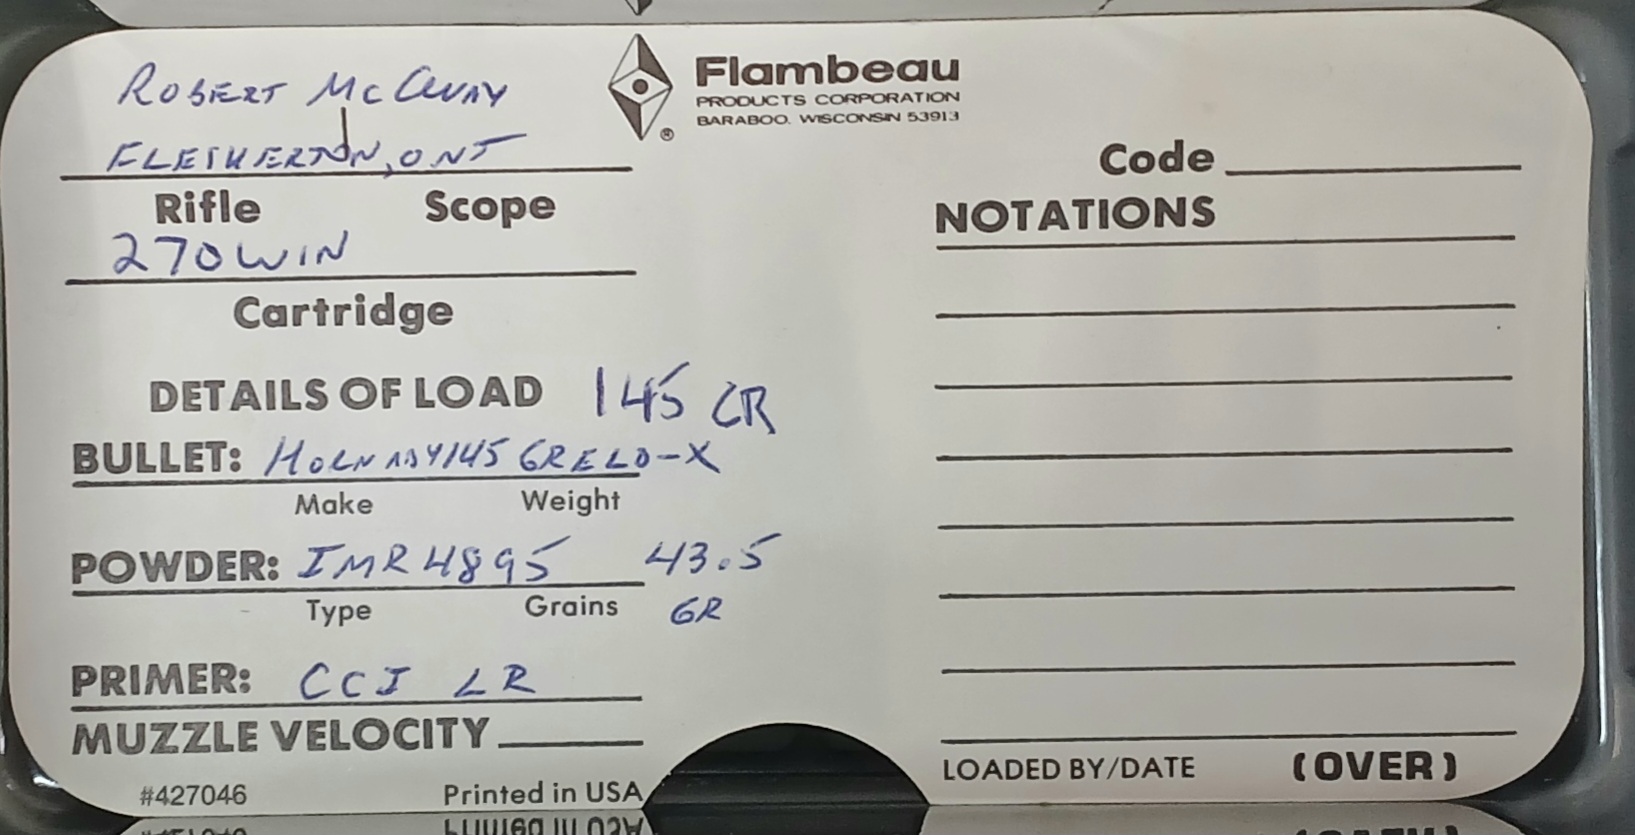 ROBERT
Flambeau
PRODUCTS CORPORATION
BARABOO, WISCONSIN 53913
®
FLESHERTON, ONT
Rifle Scope
270 WIN
Cartridge
DETAILS OF LOAD 145 GR
BULLET: HORNADY 145 GR ELD-X
Make Weight
POWDER: IMR 4895 43.5
Type Grains GR
PRIMER: CCI LR
MUZZLE VELOCITY
#427046 Printed in USA
Code
NOTATIONS
LOADED BY/DATE (OVER)